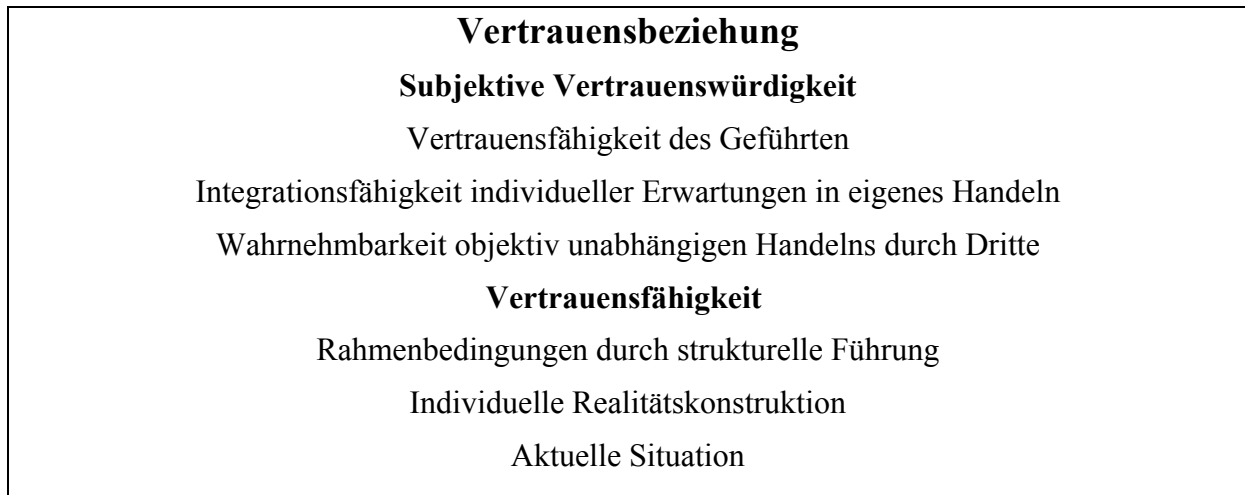 Vertrauensbeziehung
Subjektive Vertrauenswürdigkeit
Vertrauensfähigkeit des Geführten
Integrationsfähigkeit individueller Erwartungen in eigenes Handeln
Wahrnehmbarkeit objektiv unabhängigen Handelns durch Dritte
Vertrauensfähigkeit
Rahmenbedingungen durch strukturelle Führung
Individuelle Realitätskonstruktion
Aktuelle Situation